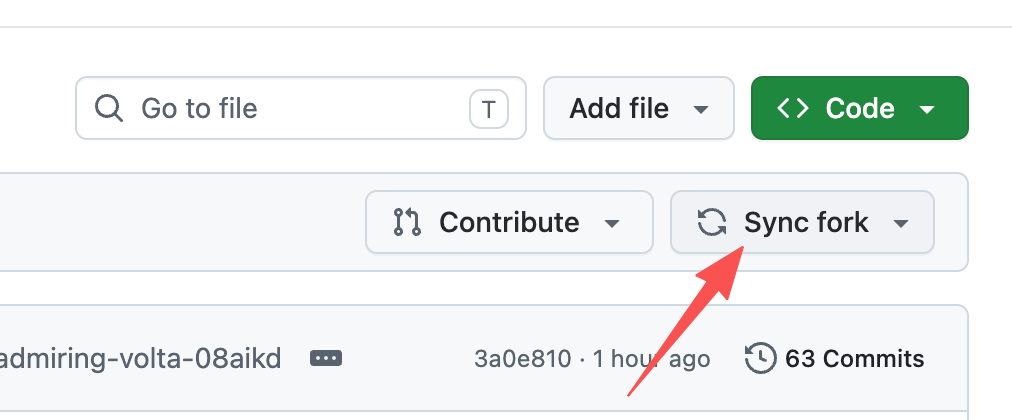 Go to file T Add file Code
Contribute Sync fork
admiring-volta-08aikd 3a0e810 · 1 hour ago 63 Commits